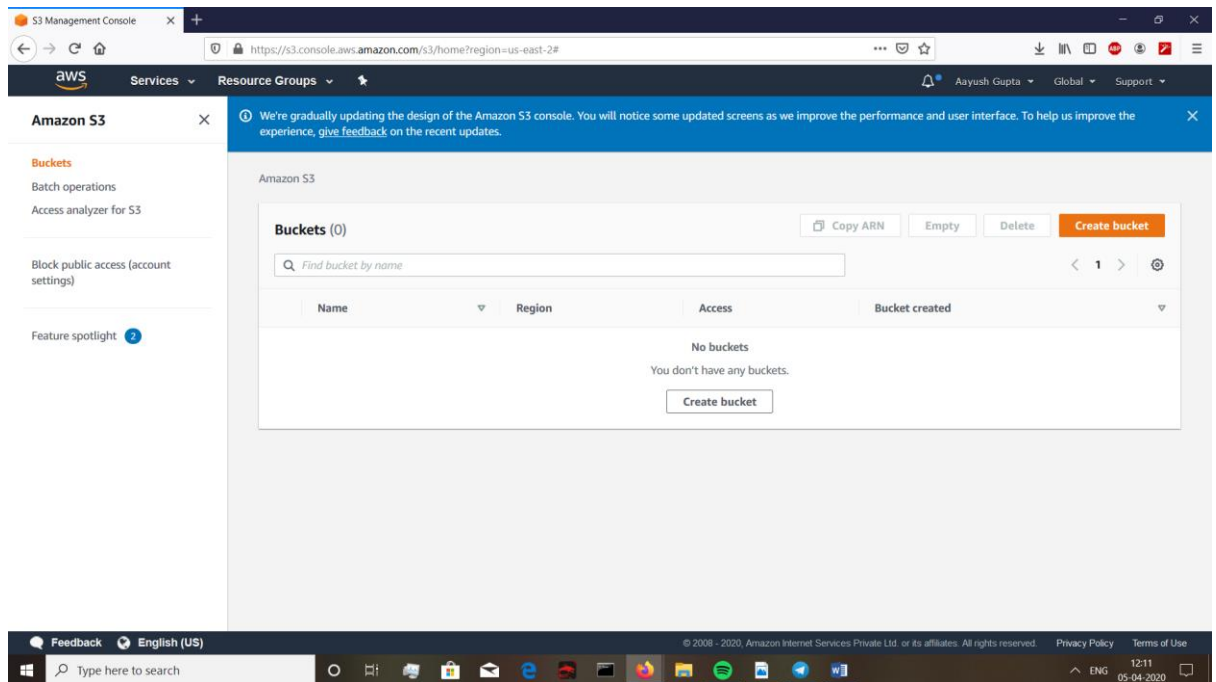 S3 Management Console
https://s3.console.aws.amazon.com/s3/home?region=us-east-2#
ABP
aws Services Resource Groups Aayush Gupta Global Support
Amazon S3
We're gradually updating the design of the Amazon S3 console. You will notice some updated screens as we improve the performance and user interface. To help us improve the
experience, give feedback on the recent updates.
Buckets
Batch operations
Access analyzer for S3
Block public access (account
settings)
Feature spotlight 2
Amazon S3
Buckets (0) Copy ARN Empty Delete Create bucket
Find bucket by name 1
Name Region Access Bucket created
No buckets
You don't have any buckets.
Create bucket
Feedback English (US) © 2008 - 2020, Amazon Internet Services Private Ltd. or its affiliates. All rights reserved. Privacy Policy Terms of Use
Type here to search ENG 12:11
05-04-2020